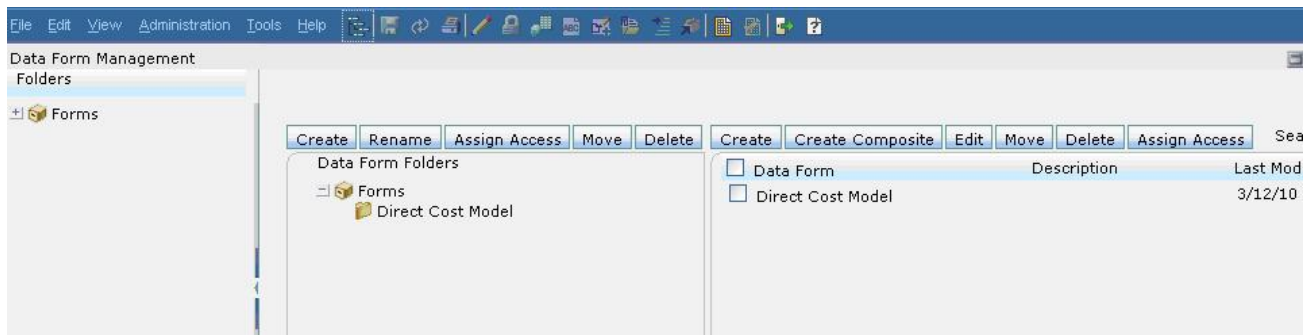 File Edit View Administration Tools Help
Data Form Management
Folders
Forms
Create Rename Assign Access Move Delete Create Create Composite Edit Move Delete Assign Access Sea
Data Form Folders
Data Form Description Last Mod
Forms
Direct Cost Model
Direct Cost Model 3/12/10